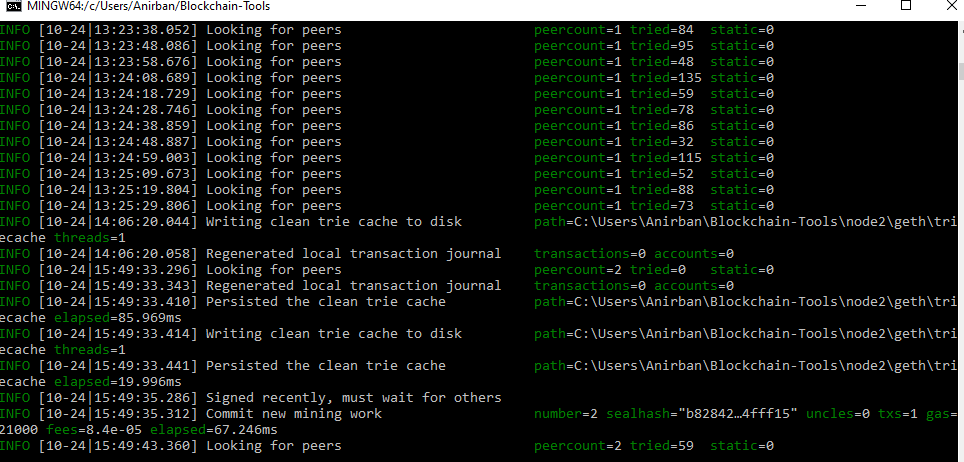 MINGW64:/c/Users/Anirban/Blockchain-Tools
INFO [10-24|13:23:38.052] Looking for peers peercount=1 tried=84 static=0
INFO [10-24|13:23:48.086] Looking for peers peercount=1 tried=95 static=0
INFO [10-24|13:23:58.676] Looking for peers peercount=1 tried=48 static=0
INFO [10-24|13:24:08.689] Looking for peers peercount=1 tried=135 static=0
INFO [10-24|13:24:18.729] Looking for peers peercount=1 tried=59 static=0
INFO [10-24|13:24:28.746] Looking for peers peercount=1 tried=78 static=0
INFO [10-24|13:24:38.859] Looking for peers peercount=1 tried=86 static=0
INFO [10-24|13:24:48.887] Looking for peers peercount=1 tried=32 static=0
INFO [10-24|13:24:59.003] Looking for peers peercount=1 tried=115 static=0
INFO [10-24|13:25:09.673] Looking for peers peercount=1 tried=52 static=0
INFO [10-24|13:25:19.804] Looking for peers peercount=1 tried=88 static=0
INFO [10-24|13:25:29.806] Looking for peers peercount=1 tried=73 static=0
INFO [10-24|14:06:20.044] Writing clean trie cache to disk path=C:\Users\Anirban\Blockchain-Tools\node2\geth\tri
ecache threads=1
INFO [10-24|14:06:20.058] Regenerated local transaction journal transactions=0 accounts=0
INFO [10-24|15:49:33.296] Looking for peers peercount=2 tried=0 static=0
INFO [10-24|15:49:33.343] Regenerated local transaction journal transactions=0 accounts=0
INFO [10-24|15:49:33.410] Persisted the clean trie cache path=C:\Users\Anirban\Blockchain-Tools\node2\geth\tri
ecache elapsed=85.969ms
INFO [10-24|15:49:33.414] Writing clean trie cache to disk path=C:\Users\Anirban\Blockchain-Tools\node2\geth\tri
ecache threads=1
INFO [10-24|15:49:33.441] Persisted the clean trie cache path=C:\Users\Anirban\Blockchain-Tools\node2\geth\tri
ecache elapsed=19.996ms
INFO [10-24|15:49:35.286] Signed recently, must wait for others
INFO [10-24|15:49:35.312] Commit new mining work number=2 sealhash="b82842…4fff15" uncles=0 txs=1 gas=
21000 fees=8.4e-05 elapsed=67.246ms
INFO [10-24|15:49:43.360] Looking for peers peercount=2 tried=59 static=0